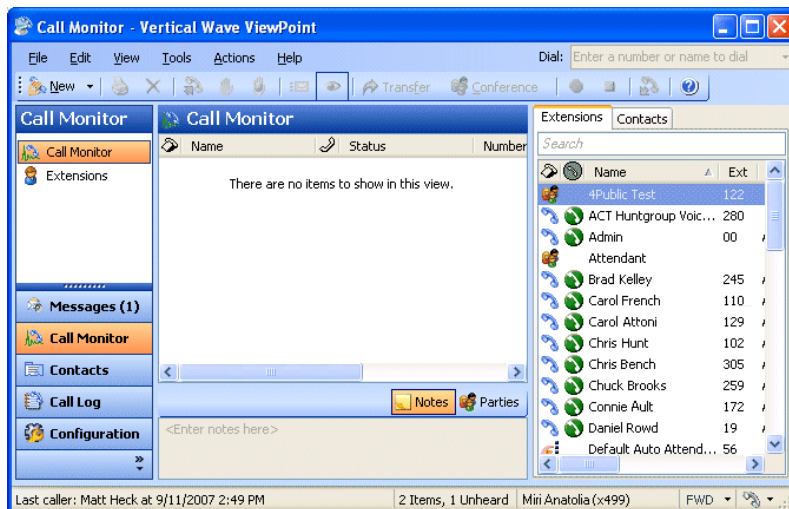 Call Monitor - Vertical Wave ViewPoint
File Edit View Tools Actions Help Dial: Enter a number or name to dial
New Transfer Conference
Call Monitor
Call Monitor
Extensions
Messages (1)
Call Monitor
Contacts
Call Log
Configuration
Call Monitor
Name Status Number
There are no items to show in this view.
Notes Parties
<Enter notes here>
Extensions Contacts
Search
Name Ext
4Public Test 122
ACT Huntgroup Voic... 280
Admin 00
Attendant
Brad Kelley 245
Carol French 110
Carol Attoni 129
Chris Hunt 102
Chris Bench 305
Chuck Brooks 259
Connie Ault 172
Daniel Rowd 19
Default Auto Attend... 56
Last caller: Matt Heck at 9/11/2007 2:49 PM 2 Items, 1 Unheard Miri Anatolia (x499) FWD